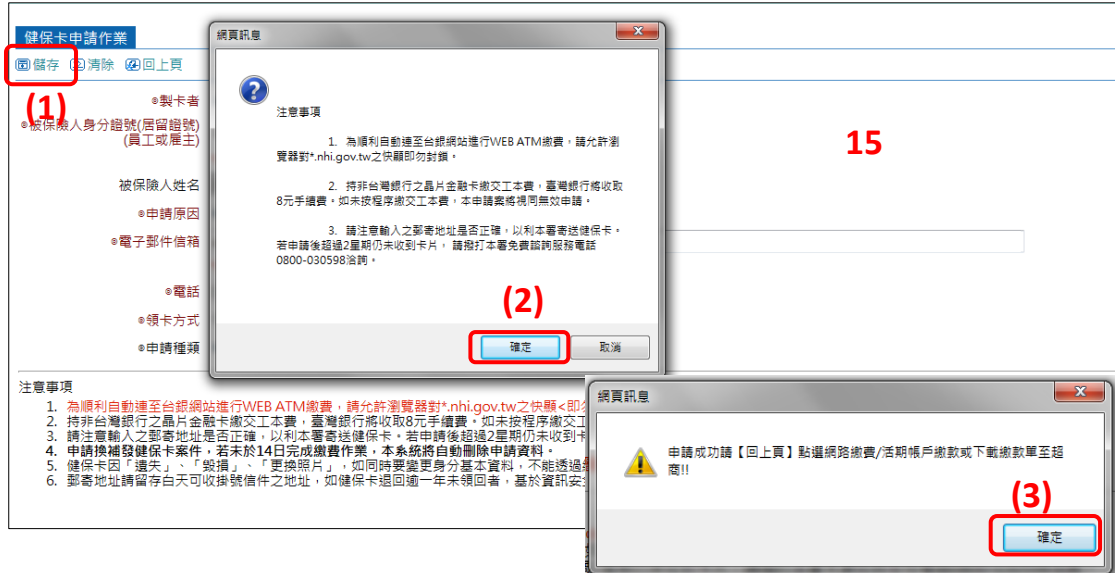 健保卡申請作業
儲存 清除 回上頁
(1)
◎製卡者
◎被保險人身分證號(居留證號)
(員工或雇主)
被保險人姓名
◎申請原因
◎電子郵件信箱
◎電話
◎領卡方式
◎申請種類
15
網頁訊息
注意事項
1. 為順利自動連至台銀網站進行WEB ATM繳費，請允許瀏
覽器對*.nhi.gov.tw之快顯即勿封鎖。
2. 持非台灣銀行之晶片金融卡繳交工本費，臺灣銀行將收取
8元手續費。如未按程序繳交工本費，本申請案將視同無效申請。
3. 請注意輸入之郵寄地址是否正確，以利本署寄送健保卡。
若申請後超過2星期仍未收到卡片， 請撥打本署免費諮詢服務電話
0800-030598洽詢。
(2)
確定 取消
注意事項
1. 為順利自動連至台銀網站進行WEB ATM繳費，請允許瀏覽器對*.nhi.gov.tw之快顯<即
2. 持非台灣銀行之晶片金融卡繳交工本費，臺灣銀行將收取8元手續費。如未按程序繳交工
3. 請注意輸入之郵寄地址是否正確，以利本署寄送健保卡。若申請後超過2星期仍未收到卡
4. 申請換補發健保卡案件，若未於14日完成繳費作業，本系統將自動刪除申請資料。
5. 健保卡因「遺失」、「毀損」、「更換照片」，如同時要變更身分基本資料，不能透過
6. 郵寄地址請留存白天可收掛號信件之地址，如健保卡退回逾一年未領回者，基於資訊安
網頁訊息
申請成功請【回上頁】點選網路繳費/活期帳戶繳款或下載繳款單至超
商!!
(3)
確定